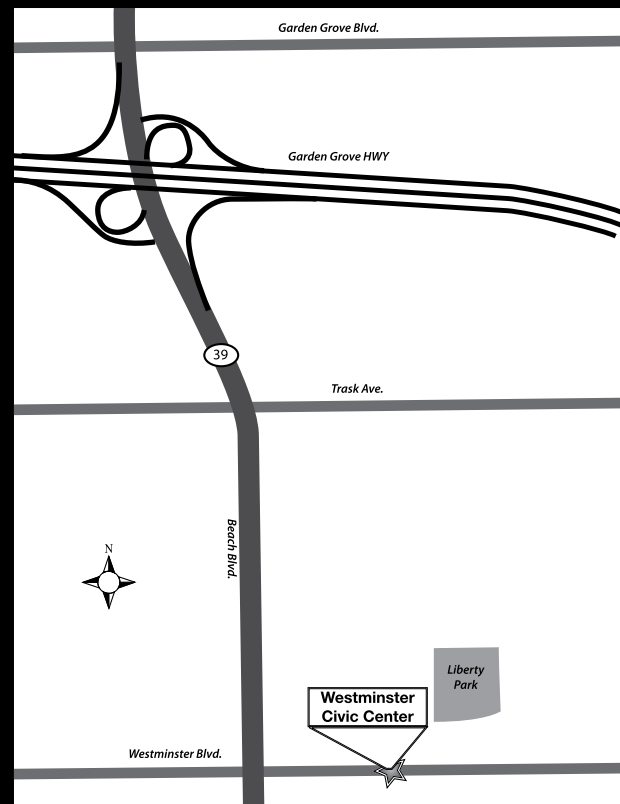 Garden Grove Blvd.
Garden Grove HWY
39
Trask Ave.
Beach Blvd.
N
Liberty
Park
Westminster
Civic Center
Westminster Blvd.